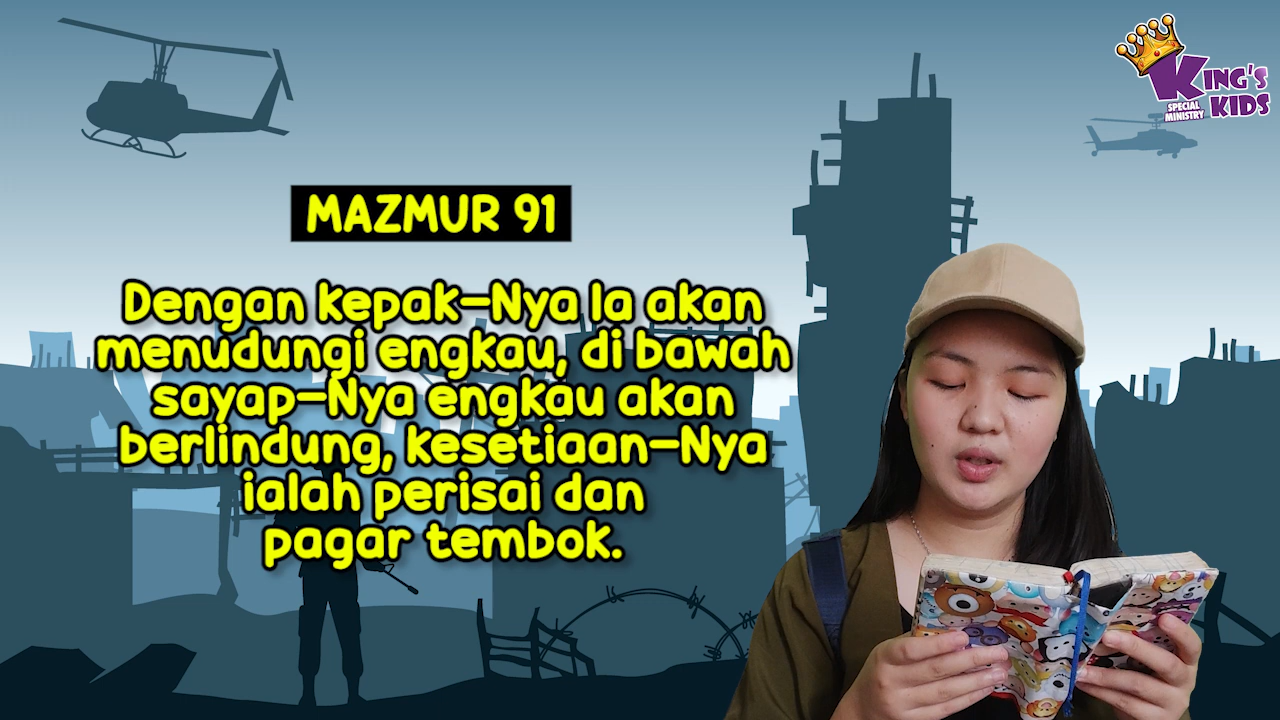 KING'S
KIDS
SPECIAL
MINISTRY
MAZMUR 91
Dengan kepak-Nya Ia akan
menudungi engkau, di bawah
sayap-Nya engkau akan
berlindung, kesetiaan-Nya
ialah perisai dan
pagar tembok.